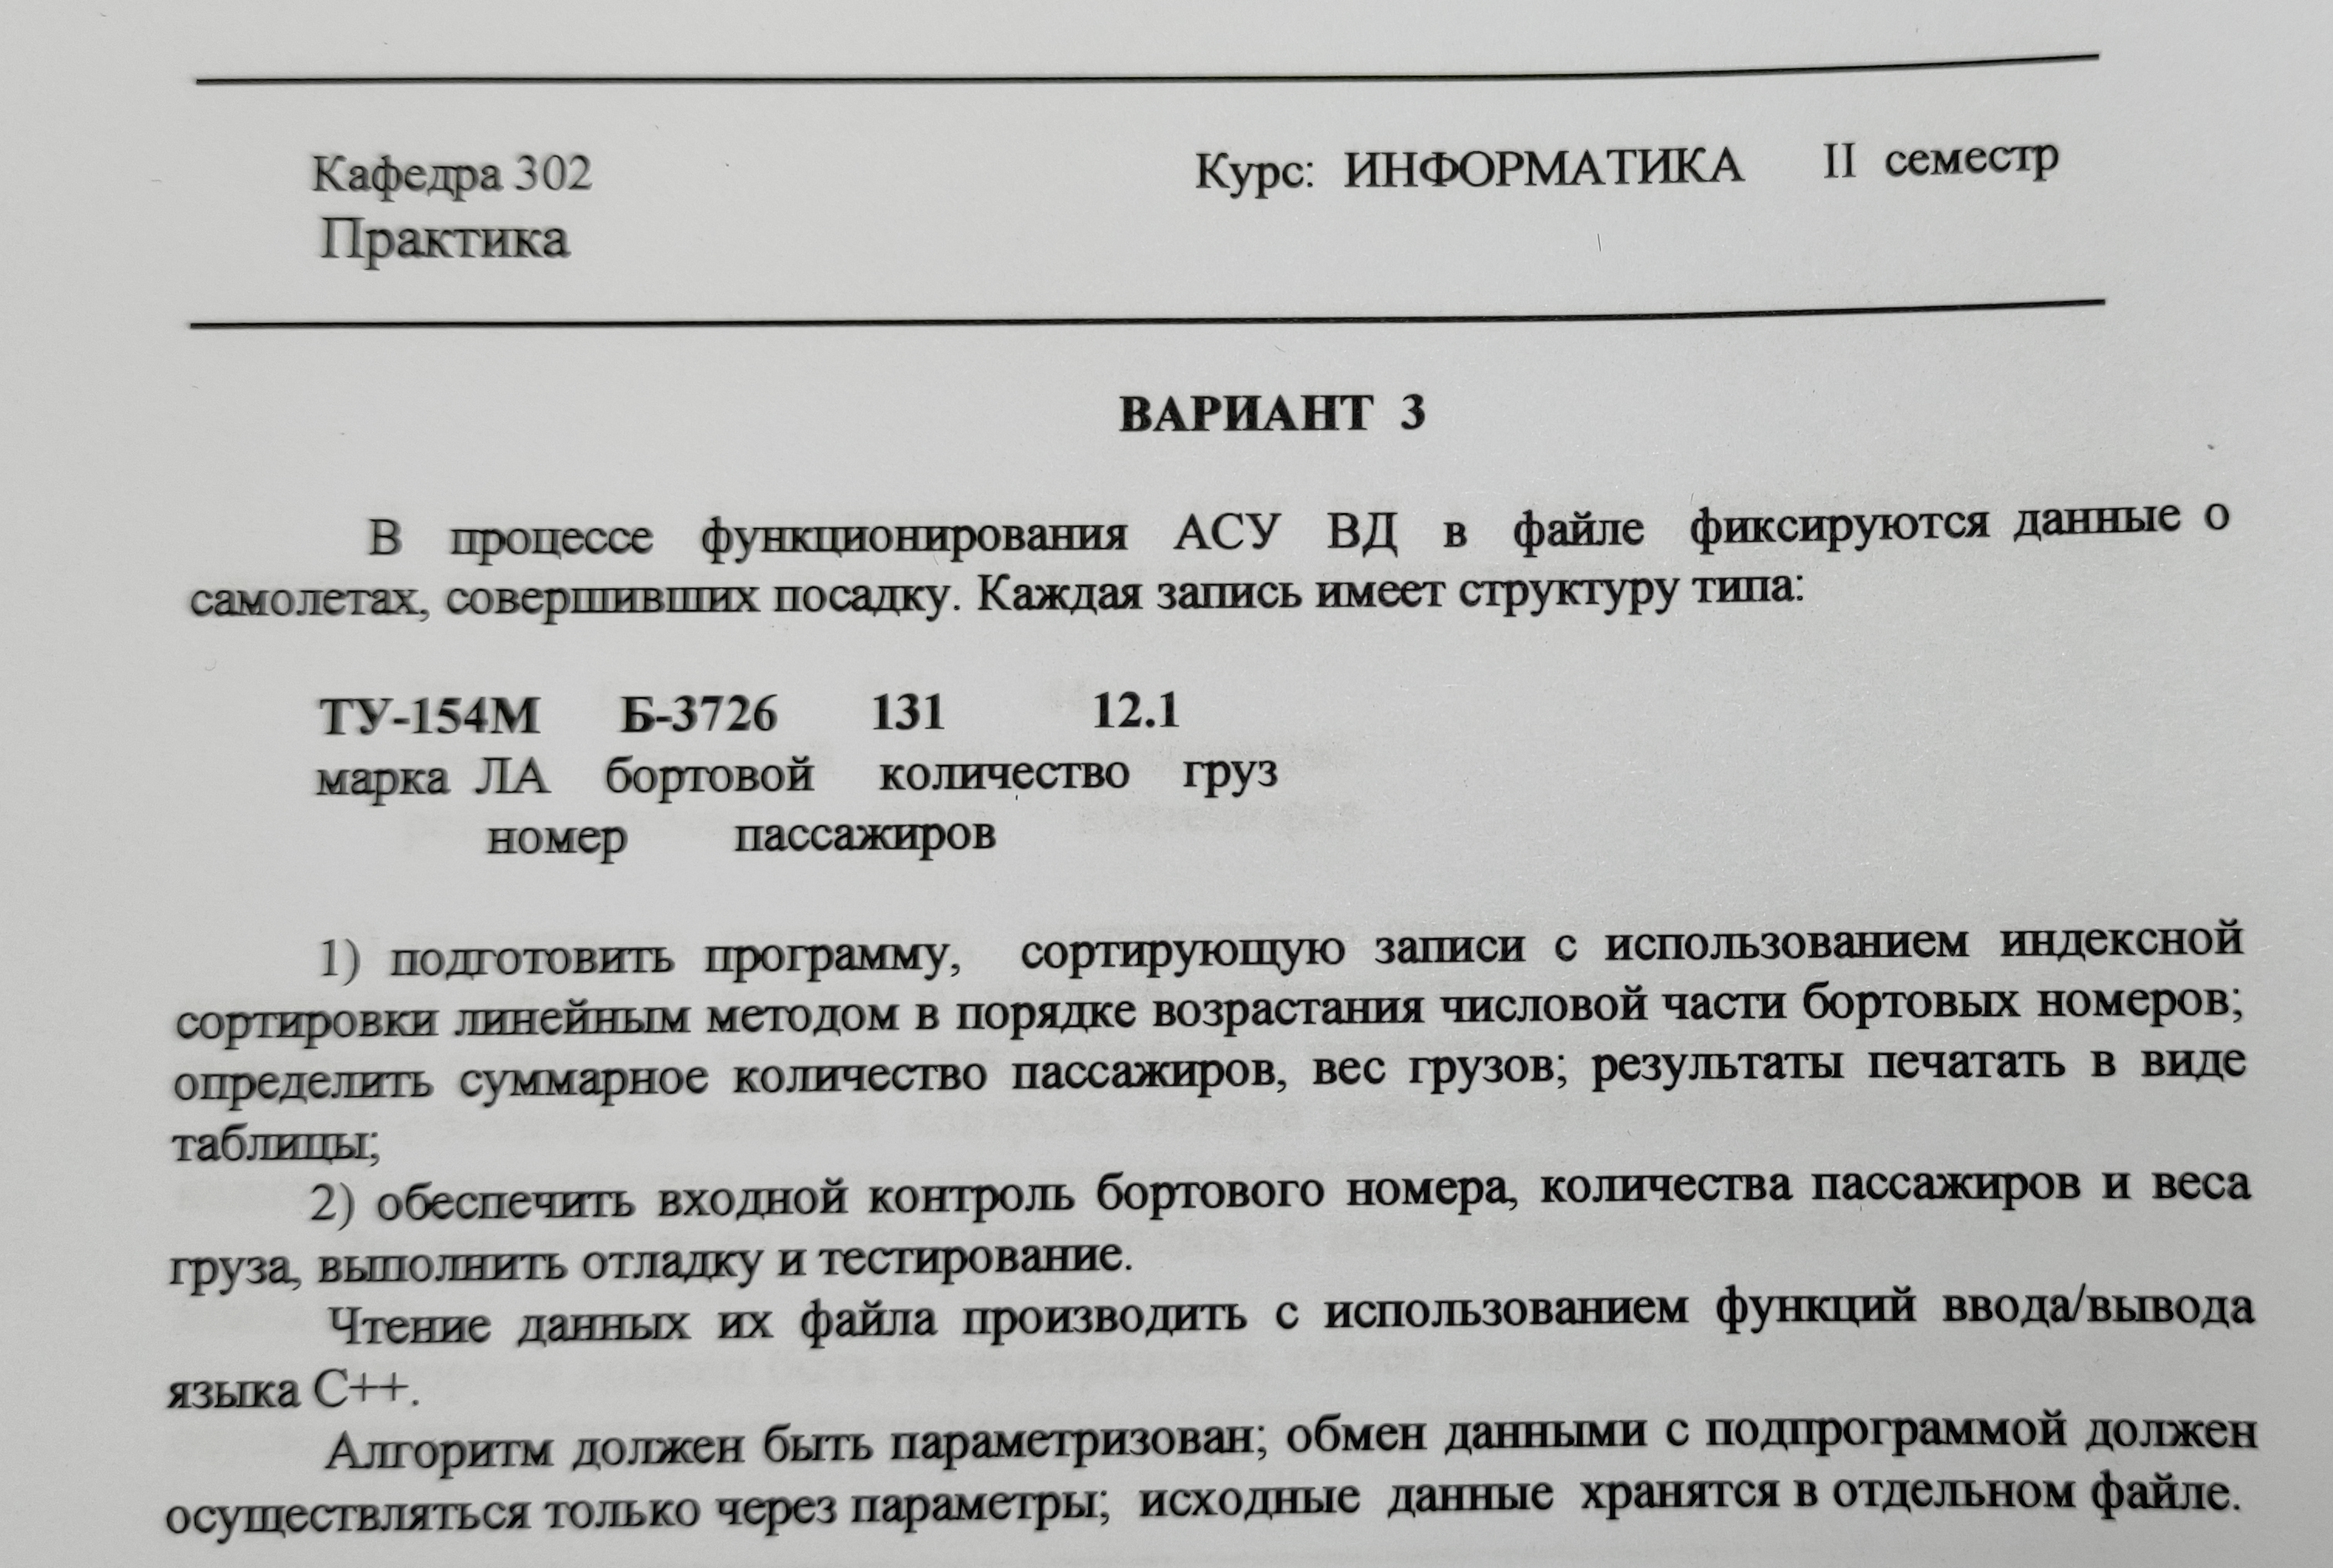 Кафедра 302 Курс: ИНФОРМАТИКА II семестр
Практика
ВАРИАНТ 3
В процессе функционирования АСУ ВД в файле фиксируются данные о
самолетах, совершивших посадку. Каждая запись имеет структуру типа:
ТУ-154М Б-3726 131 12.1
марка ЛА бортовой количество груз
номер пассажиров
1) подготовить программу, сортирующую записи с использованием индексной
сортировки линейным методом в порядке возрастания числовой части бортовых номеров;
определить суммарное количество пассажиров, вес грузов; результаты печатать в виде
таблицы;
2) обеспечить входной контроль бортового номера, количества пассажиров и веса
груза, выполнить отладку и тестирование.
Чтение данных их файла производить с использованием функций ввода/вывода
языка С++.
Алгоритм должен быть параметризован; обмен данными с подпрограммой должен
осуществляться только через параметры; исходные данные хранятся в отдельном файле.